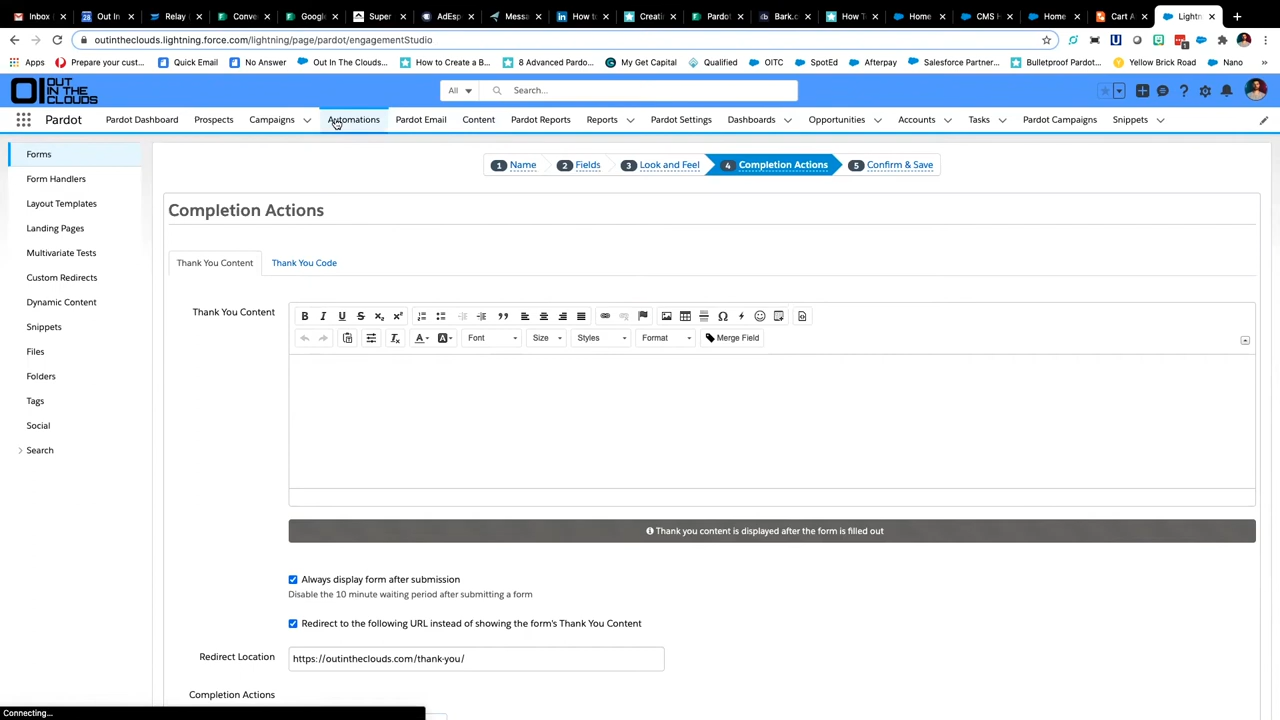 Inbox
Out In
Relay
Conve
Googl
Super
AdEsp
Messa
How to
Creati
Pardot
Bark.c
How T
Home
CMS H
Home
Cart A
Lightn
outintheclouds.lightning.force.com/lightning/page/pardot/engagementStudio
Apps
Prepare your cust...
Quick Email
No Answer
Out In The Clouds...
How to Create a B...
8 Advanced Pardo...
My Get Capital
Qualified
OITC
SpotEd
Afterpay
Salesforce Partner...
Bulletproof Pardot...
Yellow Brick Road
Nano
»
OUT IN THE CLOUDS
All
Search...
Pardot
Pardot Dashboard
Prospects
Campaigns
Automations
Pardot Email
Content
Pardot Reports
Reports
Pardot Settings
Dashboards
Opportunities
Accounts
Tasks
Pardot Campaigns
Snippets
Forms
Form Handlers
Layout Templates
Landing Pages
Multivariate Tests
Custom Redirects
Dynamic Content
Snippets
Files
Folders
Tags
Social
Search
1 Name
2 Fields
3 Look and Feel
4 Completion Actions
5 Confirm & Save
Completion Actions
Thank You Content
Thank You Code
Thank You Content
Font
Size
Styles
Format
Merge Field
Thank you content is displayed after the form is filled out
Always display form after submission
Disable the 10 minute waiting period after submitting a form
Redirect to the following URL instead of showing the form's Thank You Content
Redirect Location
https://outintheclouds.com/thank-you/
Completion Actions
Connecting...